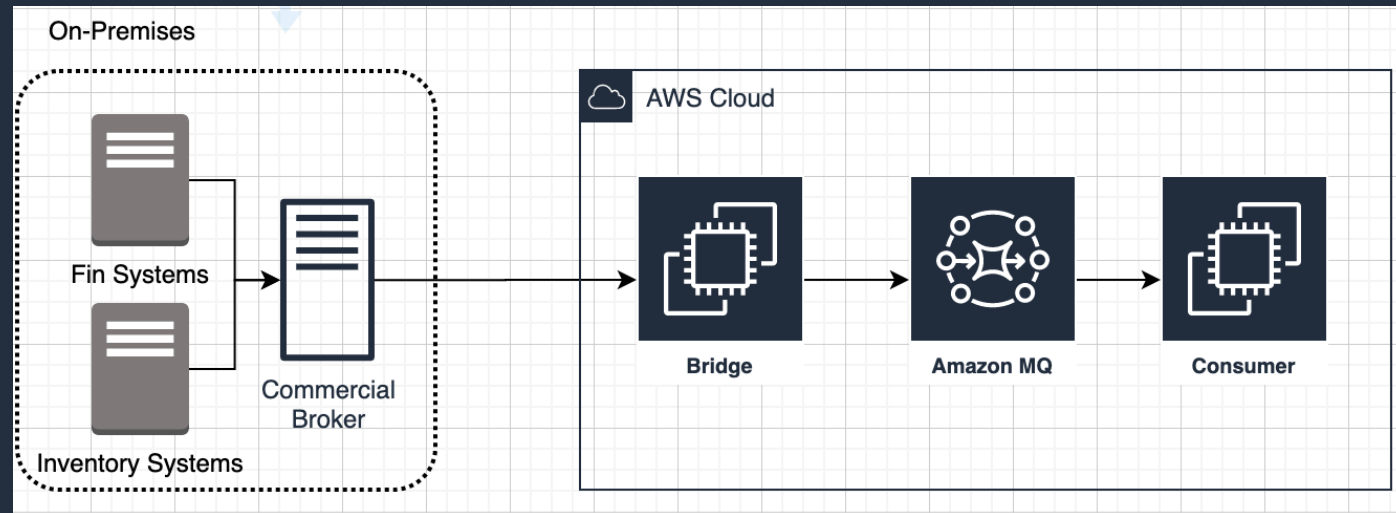 On-Premises
AWS Cloud
Fin Systems
Commercial
Broker
Inventory Systems
Bridge
Amazon MQ
Consumer